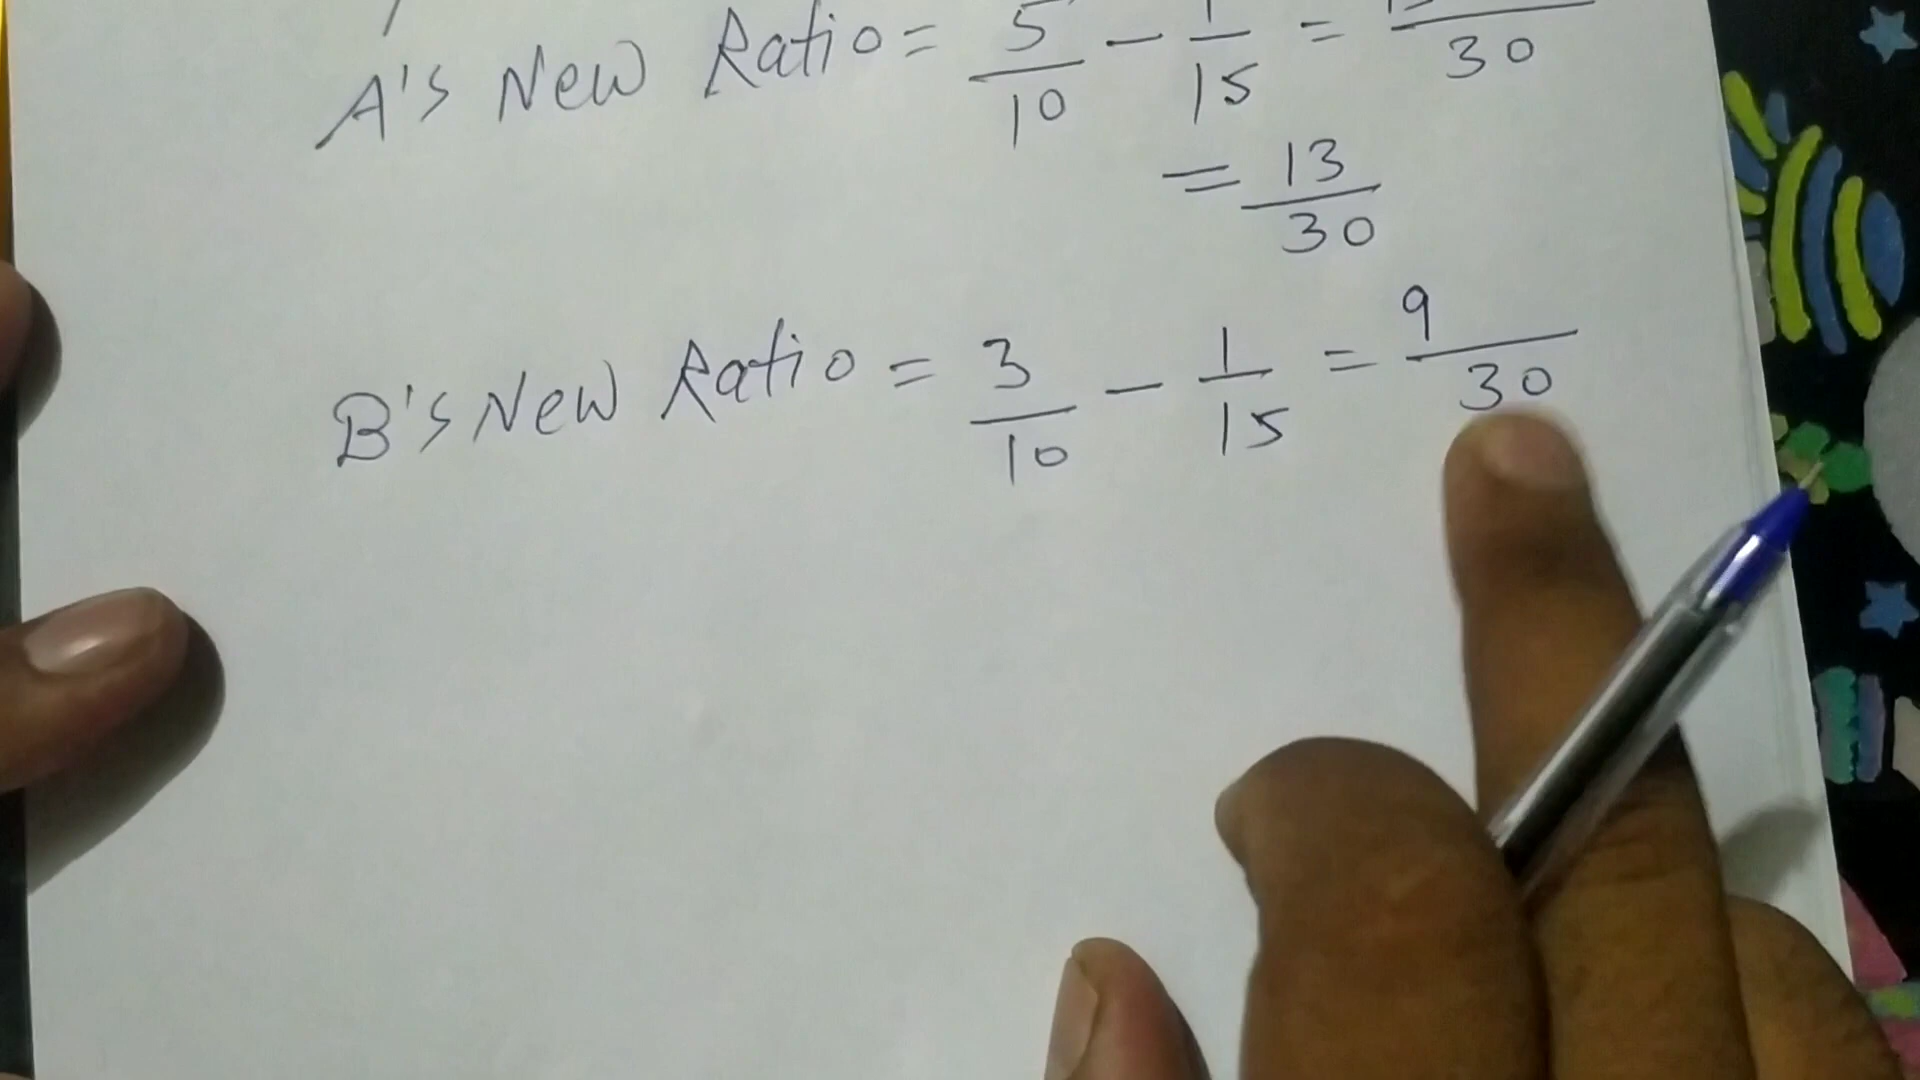 A's New Ratio = 5/10 - 1/15 = /30
= 13/30
B's New Ratio = 3/10 - 1/15 = 9/30